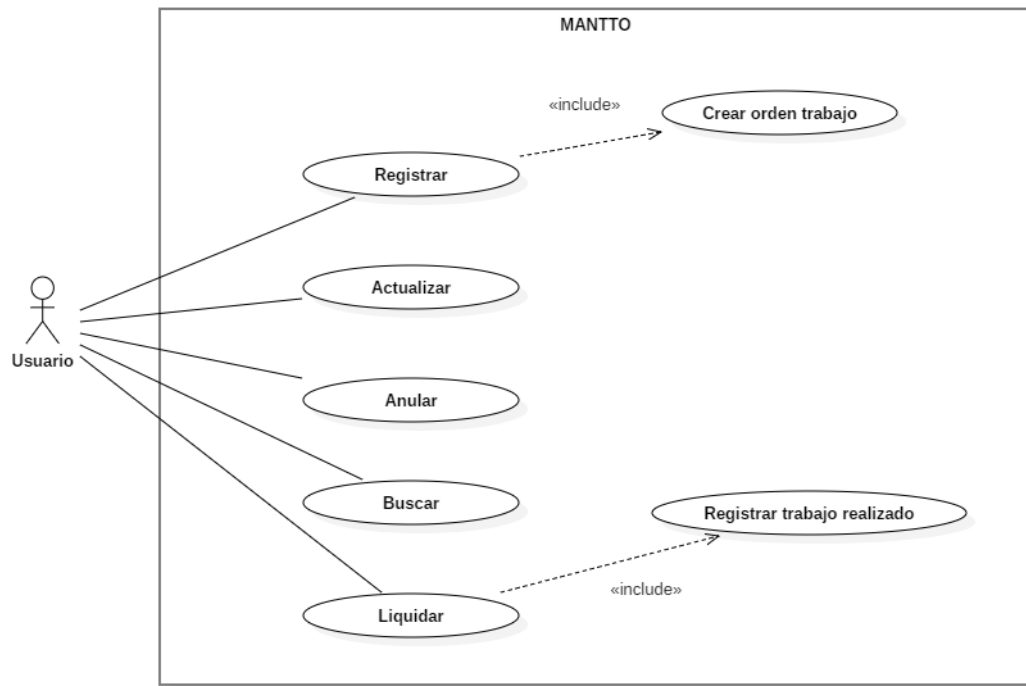 MANTTO
«include»
Crear orden trabajo
Registrar
Actualizar
Usuario
Anular
Buscar
Registrar trabajo realizado
«include»
Liquidar